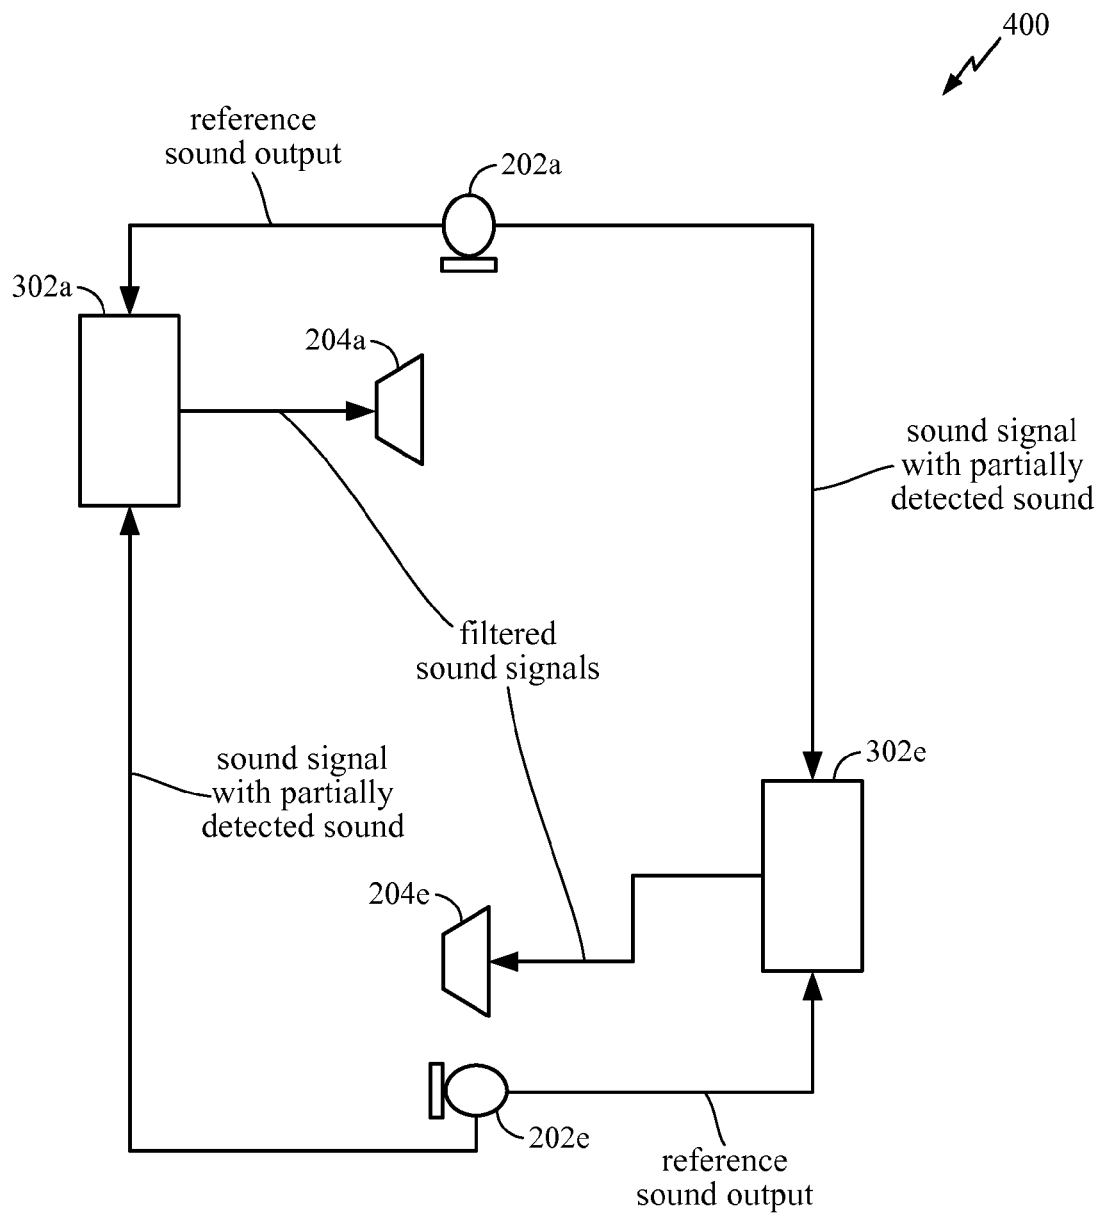 400
reference
sound output
202a
302a
204a
sound signal
with partially
detected sound
filtered
sound signals
302e
sound signal
with partially
detected sound
204e
202e
reference
sound output